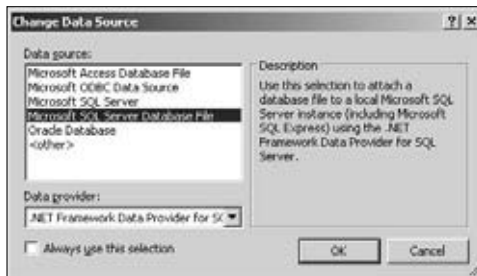 Change Data Source
Data source:
Microsoft Access Database File
Microsoft ODBC Data Source
Microsoft SQL Server
Microsoft SQL Server Database File
Oracle Database
<other>
Description
Use this selection to attach a
database file to a local Microsoft SQL
Server instance (including Microsoft
SQL Express) using the .NET
Framework Data Provider for SQL
Server.
Data provider:
.NET Framework Data Provider for SQ
Always use this selection
OK
Cancel